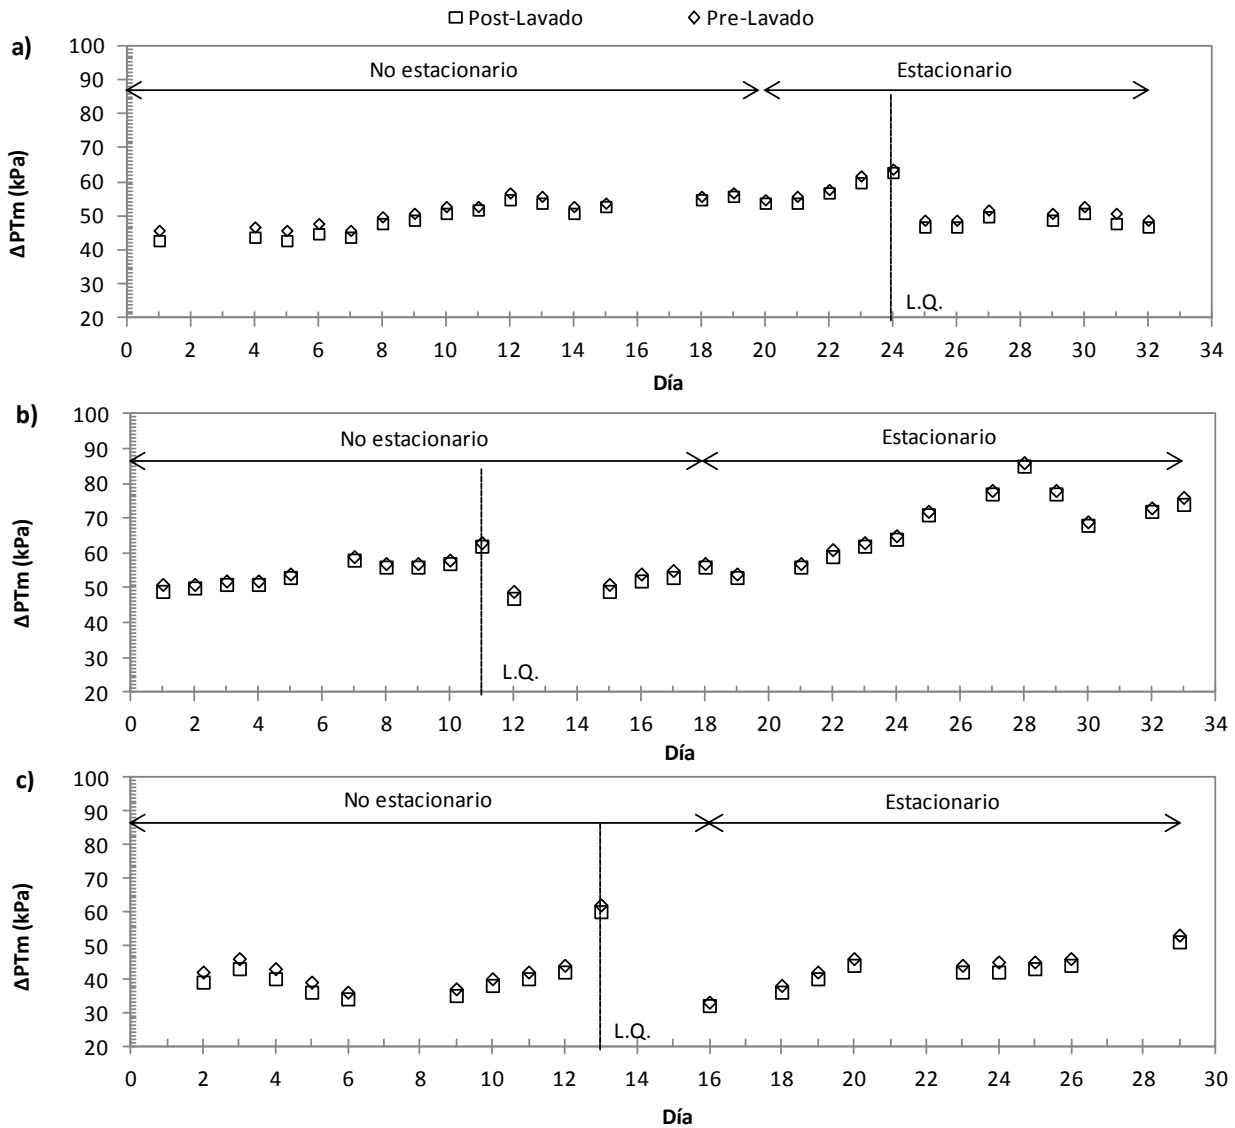 Post-Lavado Pre-Lavado
a)
100
90
80
70
60
50
40
30
20
ΔPTm (kPa)
No estacionario Estacionario
L.Q.
0 2 4 6 8 10 12 14 16 18 20 22 24 26 28 30 32 34
Día
b)
100
90
80
70
60
50
40
30
20
ΔPTm (kPa)
No estacionario Estacionario
L.Q.
0 2 4 6 8 10 12 14 16 18 20 22 24 26 28 30 32 34
Día
c)
100
90
80
70
60
50
40
30
20
ΔPTm (kPa)
No estacionario Estacionario
L.Q.
0 2 4 6 8 10 12 14 16 18 20 22 24 26 28 30
Día